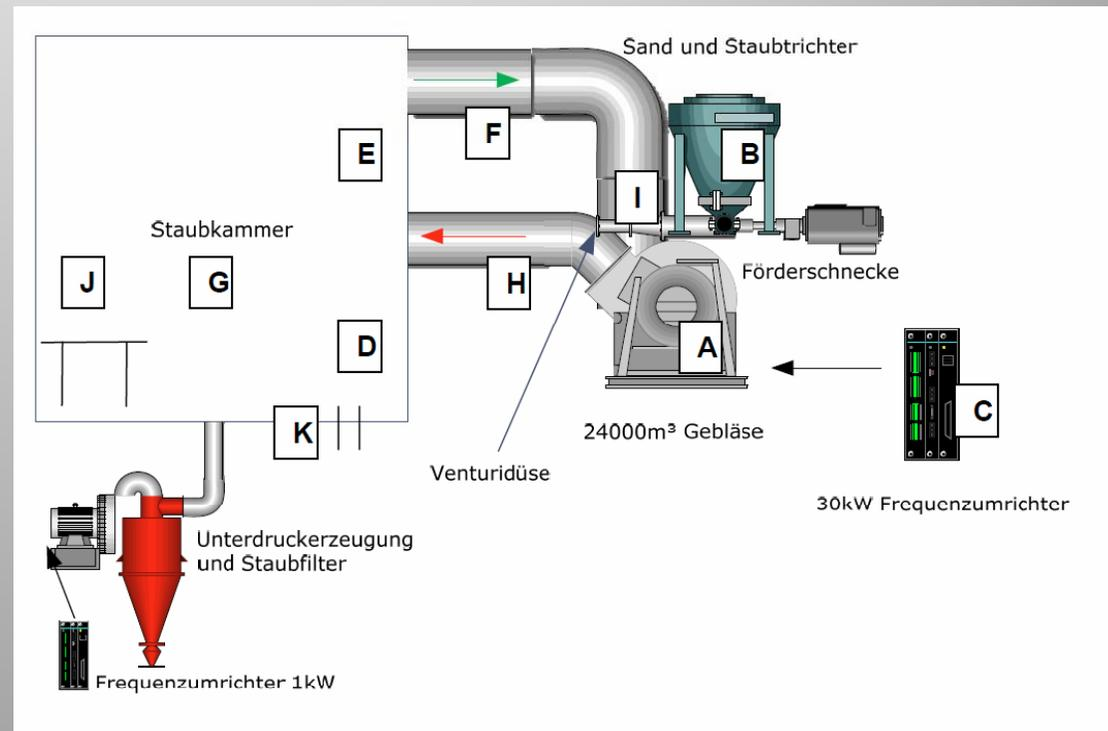 Sand und Staubtrichter
F
E
B
I
Staubkammer
J
G
H
Förderschnecke
D
A
C
K
24000m³ Gebläse
Venturidüse
30kW Frequenzumrichter
Unterdruckerzeugung
und Staubfilter
Frequenzumrichter 1kW